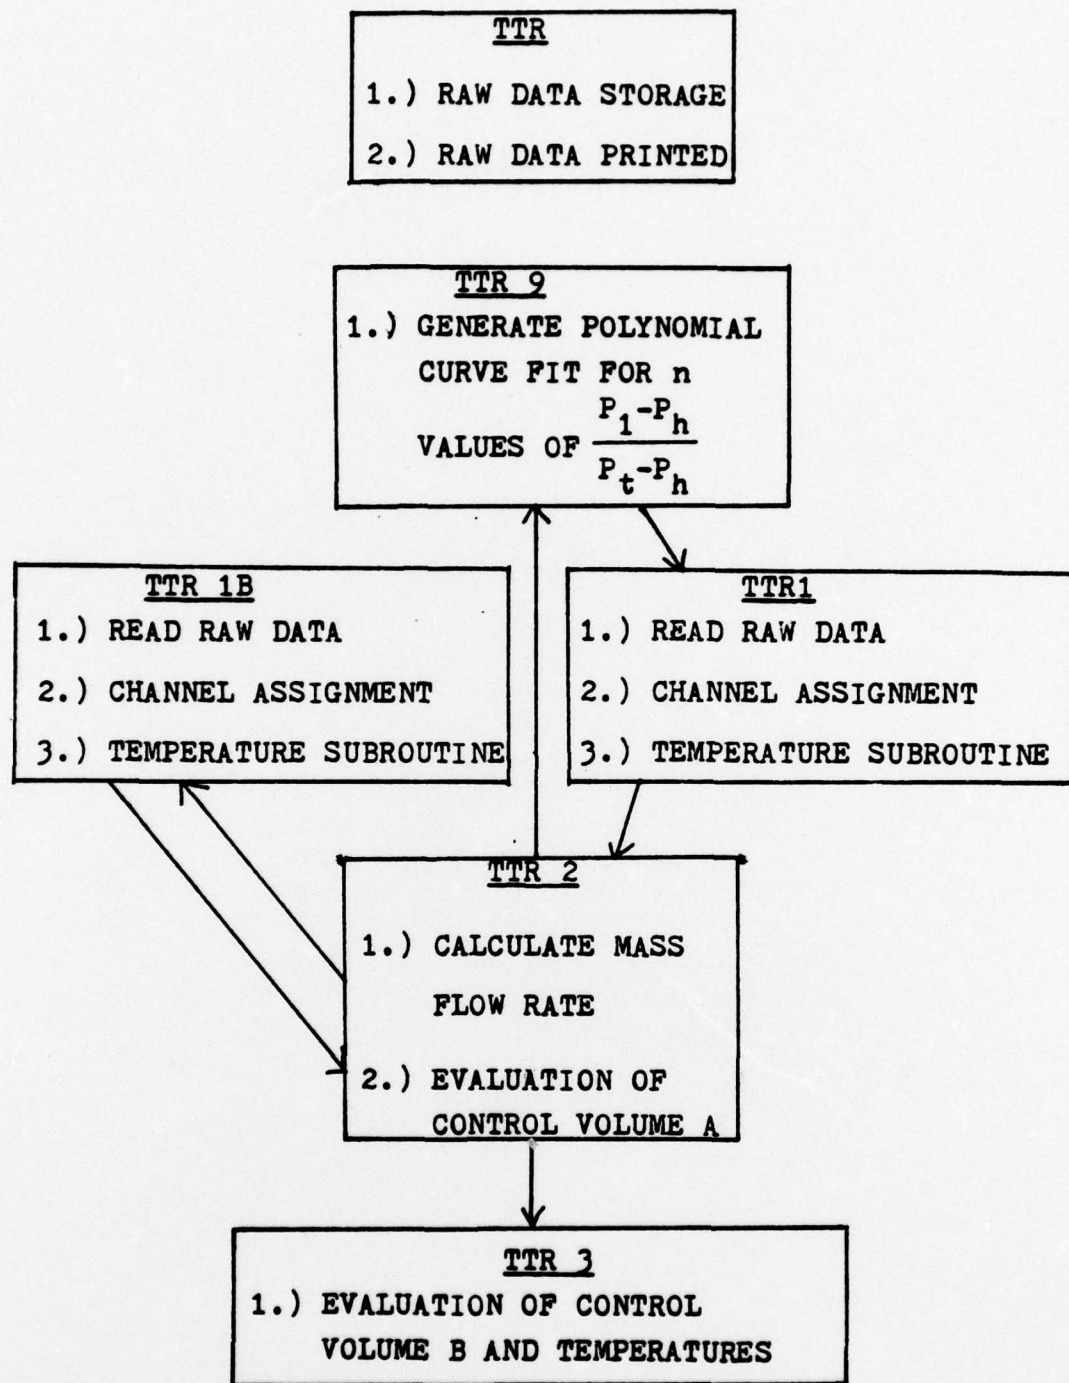 TTR
1.) RAW DATA STORAGE
2.) RAW DATA PRINTED
TTR 9
1.) GENERATE POLYNOMIAL
CURVE FIT FOR n
VALUES OF P1-Ph / Pt-Ph
TTR 1B
1.) READ RAW DATA
2.) CHANNEL ASSIGNMENT
3.) TEMPERATURE SUBROUTINE
TTR1
1.) READ RAW DATA
2.) CHANNEL ASSIGNMENT
3.) TEMPERATURE SUBROUTINE
TTR 2
1.) CALCULATE MASS
FLOW RATE
2.) EVALUATION OF
CONTROL VOLUME A
TTR 3
1.) EVALUATION OF CONTROL
VOLUME B AND TEMPERATURES